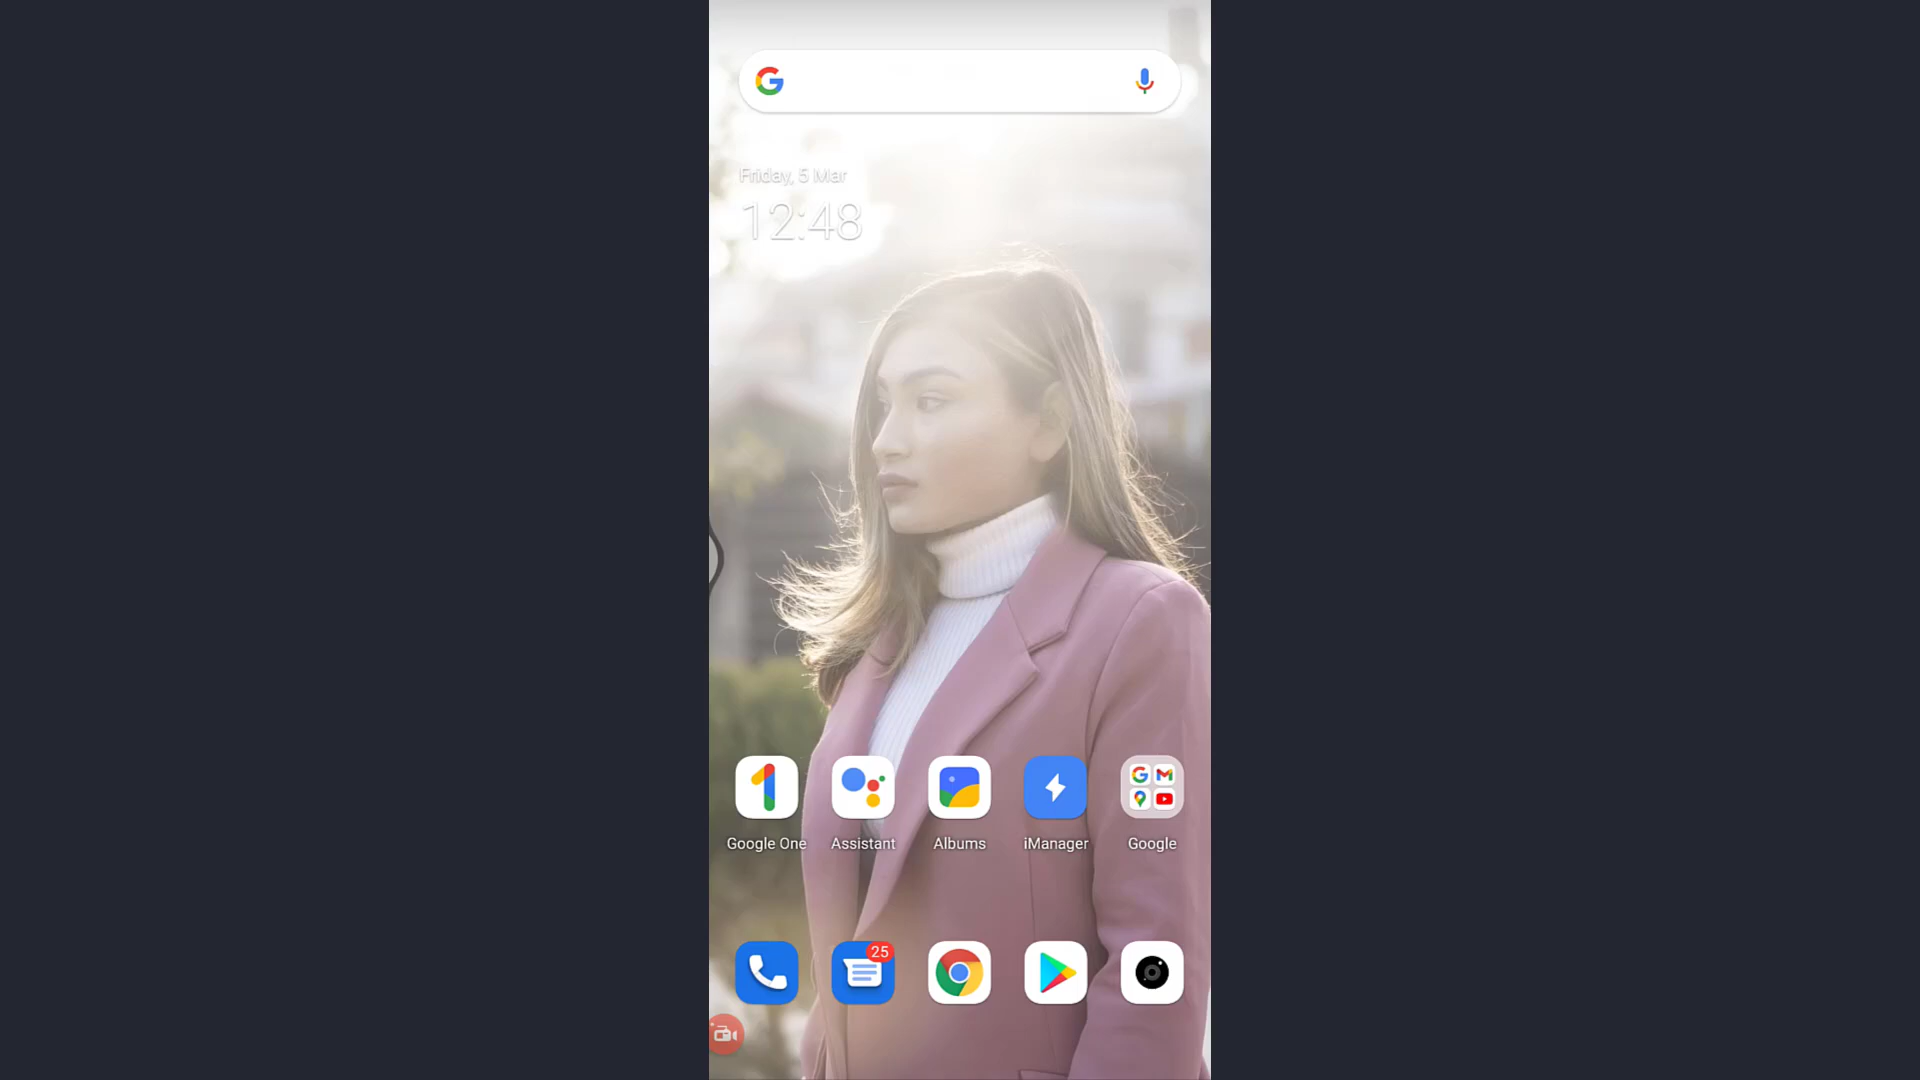 Friday, 5 Mar
12:48
Google One
Assistant
Albums
iManager
Google
25